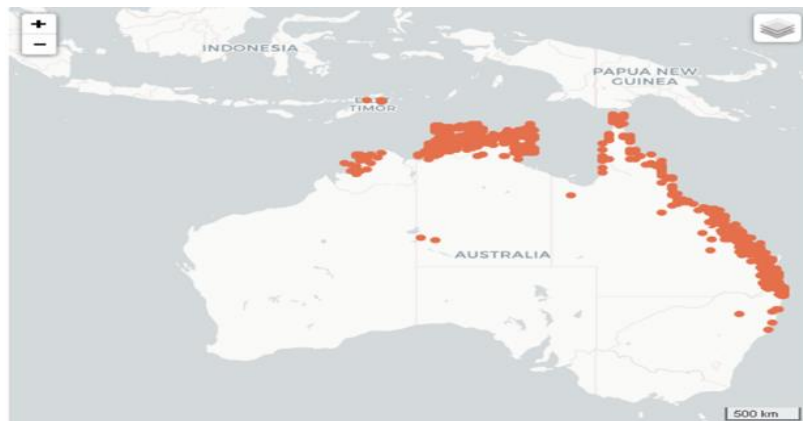 +
−
INDONESIA
PAPUA NEW
GUINEA
TIMOR
AUSTRALIA
500 km